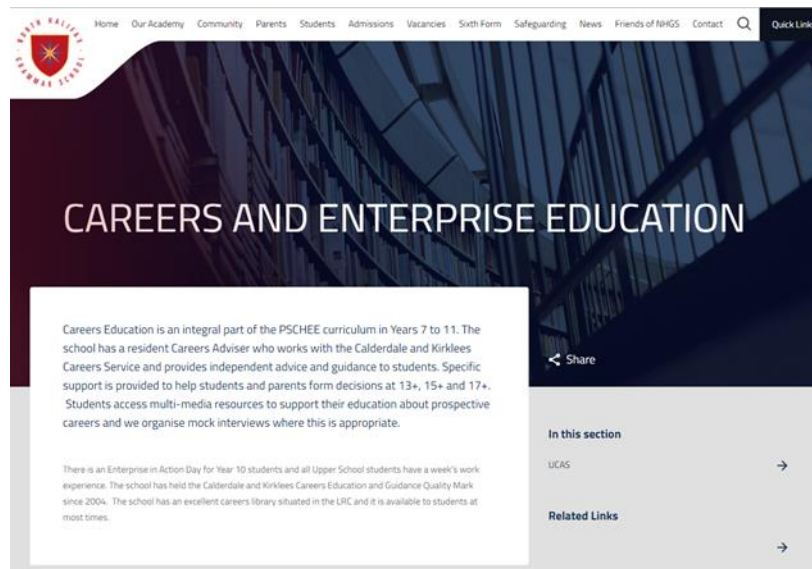 NORTH HALIFAX
GRAMMAR SCHOOL
Home Our Academy Community Parents Students Admissions Vacancies Sixth Form Safeguarding News Friends of NHGS Contact Quick Link
CAREERS AND ENTERPRISE EDUCATION
Careers Education is an integral part of the PSCHEE curriculum in Years 7 to 11. The
school has a resident Careers Adviser who works with the Calderdale and Kirklees
Careers Service and provides independent advice and guidance to students. Specific
support is provided to help students and parents form decisions at 13+, 15+ and 17+.
Students access multi-media resources to support their education about prospective
careers and we organise mock interviews where this is appropriate.
There is an Enterprise in Action Day for Year 10 students and all Upper School students have a week's work
experience. The school has held the Calderdale and Kirklees Careers Education and Guidance Quality Mark
since 2004. The school has an excellent careers library situated in the LRC and it is available to students at
most times.
Share
In this section
UCAS
Related Links